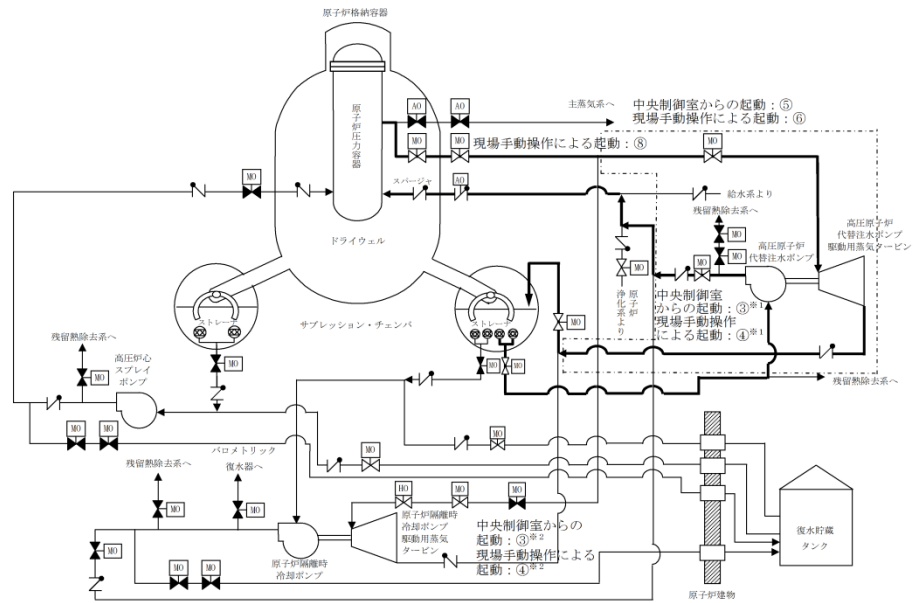 原子炉格納容器
原子炉圧力容器
AO
AO
主蒸気系へ
中央制御室からの起動：⑤
現場手動操作による起動：⑥
MO
MO
現場手動操作による起動：⑧
MO
MO
スパージャ
AO
給水系より
残留熱除去系へ
MO
MO
MO
高圧原子炉
代替注水ポンプ
高圧原子炉
代替注水ポンプ
駆動用蒸気タービン
ドライウェル
原子炉
浄化系より
MO
中央制御室
からの起動：③※1
現場手動操作
による起動：④※1
ストレーナ
ストレーナ
サプレッション・チェンバ
MO
残留熱除去系へ
高圧炉心
スプレイ
ポンプ
MO
MO
MO
MO
残留熱除去系へ
MO
MO
MO
MO
バロメトリック
復水器へ
残留熱除去系へ
MO
MO
HO
MO
MO
原子炉隔離時
冷却ポンプ
駆動用蒸気
タービン
中央制御室からの
起動：③※2
現場手動操作による
起動：④※2
復水貯蔵
タンク
MO
原子炉隔離時
冷却ポンプ
MO
MO
原子炉建物